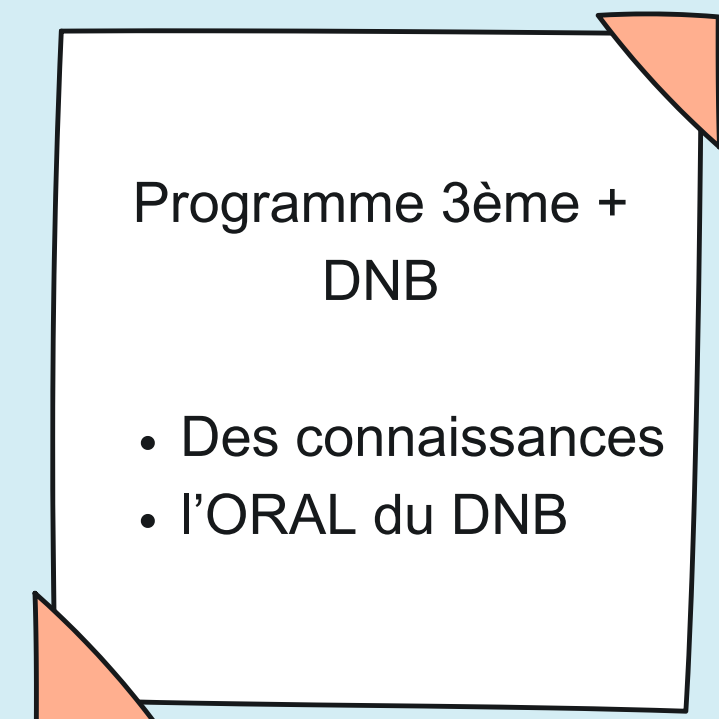 Programme 3ème +
DNB
• Des connaissances
• l’ORAL du DNB